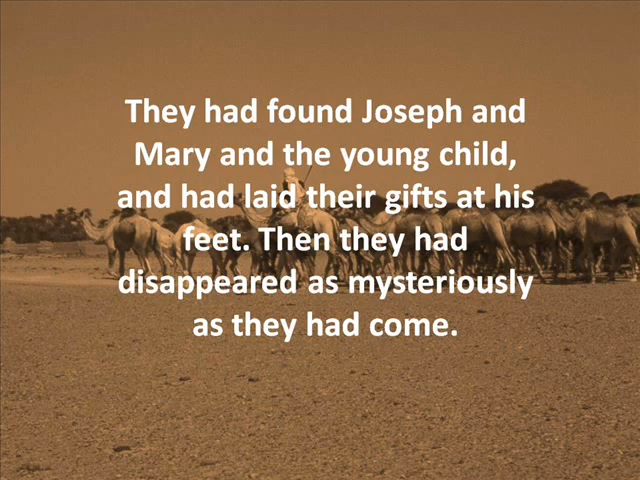 They had found Joseph and
Mary and the young child,
and had laid their gifts at his
feet. Then they had
disappeared as mysteriously
as they had come.